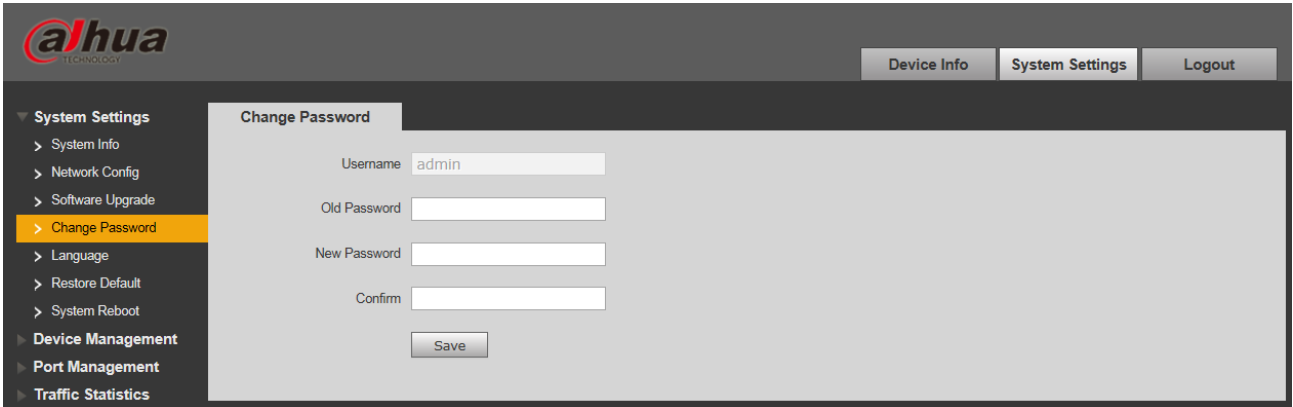 alhua
TECHNOLOGY
Device Info System Settings Logout
System Settings
System Info
Network Config
Software Upgrade
Change Password
Language
Restore Default
System Reboot
Device Management
Port Management
Traffic Statistics
Change Password
Username admin
Old Password
New Password
Confirm
Save